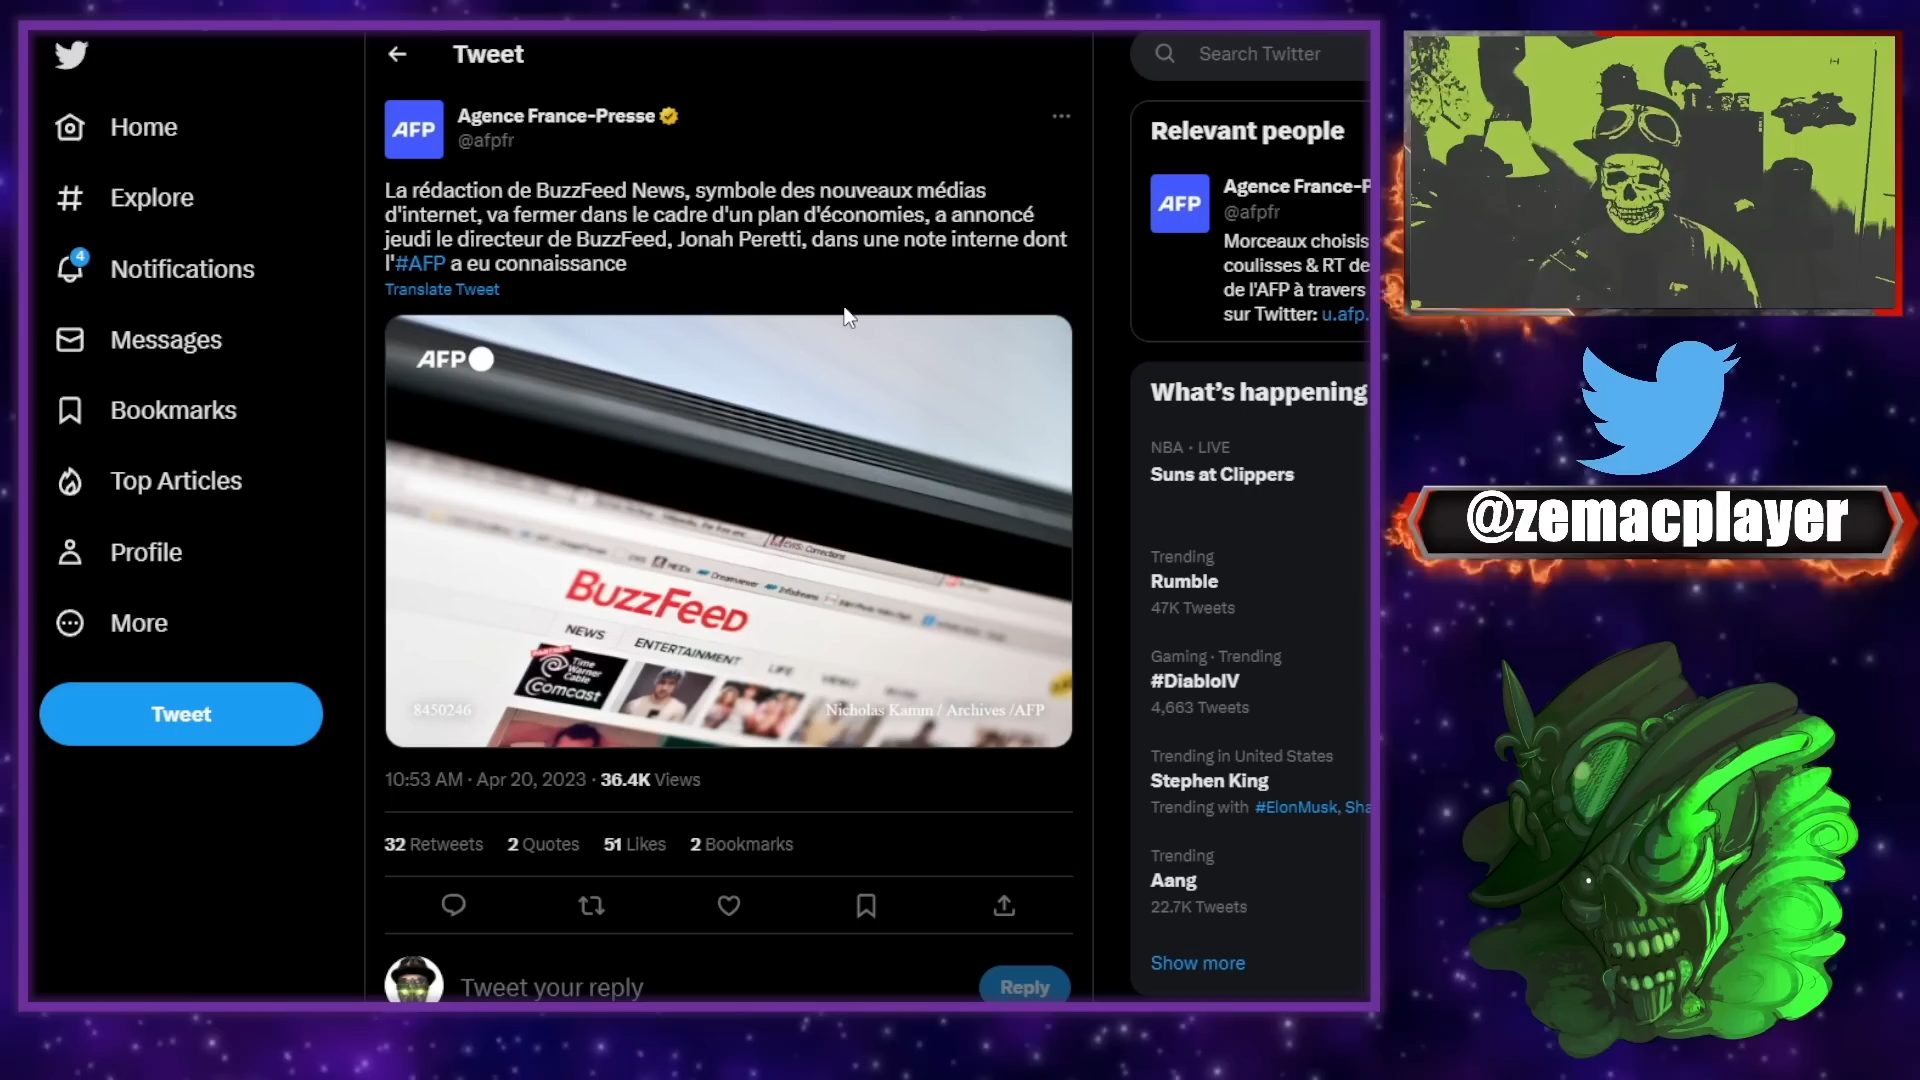 Home
Explore
4
Notifications
Messages
Bookmarks
Top Articles
Profile
More
Tweet
Tweet
AFP
Agence France-Presse
@afpfr
La rédaction de BuzzFeed News, symbole des nouveaux médias
d'internet, va fermer dans le cadre d'un plan d'économies, a annoncé
jeudi le directeur de BuzzFeed, Jonah Peretti, dans une note interne dont
l'#AFP a eu connaissance
Translate Tweet
AFP
BuzzFeed
NEWS
ENTERTAINMENT
LIFE
Time
Warner
Cable
COMCAST
8450246
Nicholas Kamm / Archives /AFP
10:53 AM · Apr 20, 2023 · 36.4K Views
32 Retweets 2 Quotes 51 Likes 2 Bookmarks
Tweet your reply
Reply
Search Twitter
Relevant people
AFP
Agence France-P
@afpfr
Morceaux choisis
coulisses & RT de
de l'AFP à travers
sur Twitter: u.afp.
What's happening
NBA · LIVE
Suns at Clippers
Trending
Rumble
47K Tweets
Gaming · Trending
#DiabloIV
4,663 Tweets
Trending in United States
Stephen King
Trending with #ElonMusk, Sha
Trending
Aang
22.7K Tweets
Show more
@zemacplayer